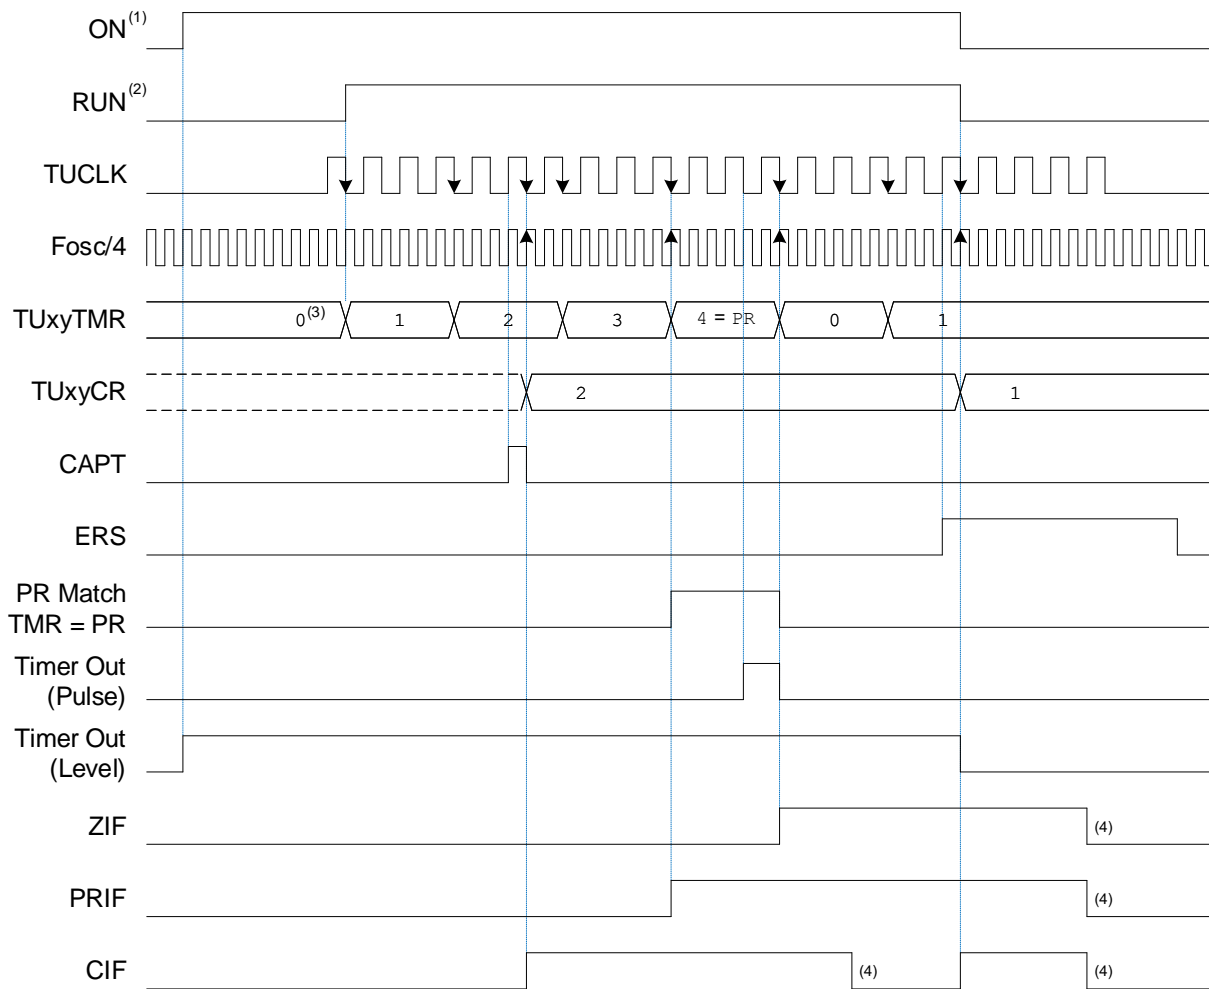 ON(1)
RUN(2)
TUCLK
Fosc/4
TUxyTMR 0(3) 1 2 3 4 = PR 0 1
TUxyCR 2 1
CAPT
ERS
PR Match
TMR = PR
Timer Out
(Pulse)
Timer Out
(Level)
ZIF (4)
PRIF (4)
CIF (4) (4)